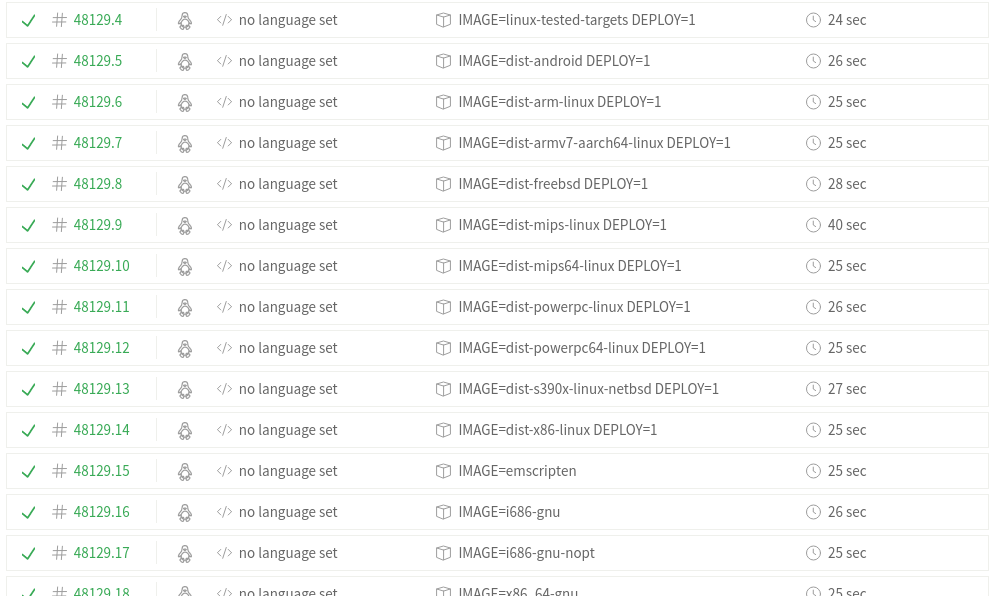 # 48129.4 </> no language set IMAGE=linux-tested-targets DEPLOY=1 24 sec
# 48129.5 </> no language set IMAGE=dist-android DEPLOY=1 26 sec
# 48129.6 </> no language set IMAGE=dist-arm-linux DEPLOY=1 25 sec
# 48129.7 </> no language set IMAGE=dist-armv7-aarch64-linux DEPLOY=1 25 sec
# 48129.8 </> no language set IMAGE=dist-freebsd DEPLOY=1 28 sec
# 48129.9 </> no language set IMAGE=dist-mips-linux DEPLOY=1 40 sec
# 48129.10 </> no language set IMAGE=dist-mips64-linux DEPLOY=1 25 sec
# 48129.11 </> no language set IMAGE=dist-powerpc-linux DEPLOY=1 26 sec
# 48129.12 </> no language set IMAGE=dist-powerpc64-linux DEPLOY=1 25 sec
# 48129.13 </> no language set IMAGE=dist-s390x-linux-netbsd DEPLOY=1 27 sec
# 48129.14 </> no language set IMAGE=dist-x86-linux DEPLOY=1 25 sec
# 48129.15 </> no language set IMAGE=emscripten 25 sec
# 48129.16 </> no language set IMAGE=i686-gnu 26 sec
# 48129.17 </> no language set IMAGE=i686-gnu-nopt 25 sec
# 48129.18 </> no language set IMAGE=x86_64-gnu 25 sec